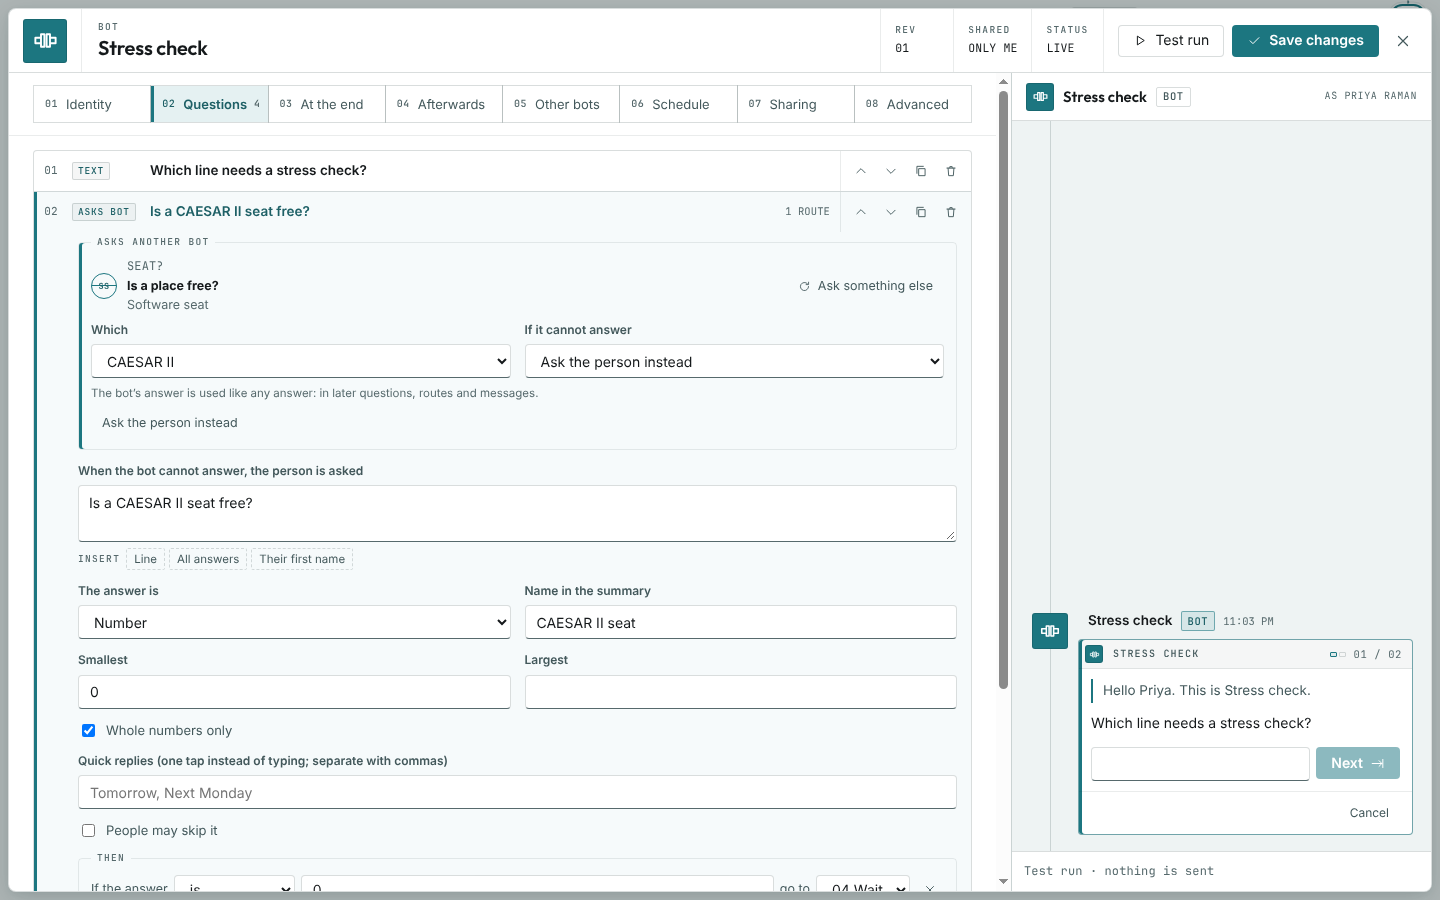 BOT
Stress check
REV
01
SHARED
ONLY ME
STATUS
LIVE
Test run
Save changes
01 Identity
02 Questions 4
03 At the end
04 Afterwards
05 Other bots
06 Schedule
07 Sharing
08 Advanced
01 TEXT Which line needs a stress check?
02 ASKS BOT Is a CAESAR II seat free? 1 ROUTE
ASKS ANOTHER BOT
SEAT?
SS
Is a place free?
Software seat
Ask something else
Which
If it cannot answer
CAESAR II
Ask the person instead
The bot’s answer is used like any answer: in later questions, routes and messages.
Ask the person instead
When the bot cannot answer, the person is asked
Is a CAESAR II seat free?
INSERT Line All answers Their first name
The answer is
Name in the summary
Number
CAESAR II seat
Smallest
Largest
0
Whole numbers only
Quick replies (one tap instead of typing; separate with commas)
Tomorrow, Next Monday
People may skip it
THEN
If the answer is 0 go to 04 Wait
Stress check BOT AS PRIYA RAMAN
Stress check BOT 11:03 PM
STRESS CHECK 01 / 02
Hello Priya. This is Stress check.
Which line needs a stress check?
Next
Cancel
Test run · nothing is sent